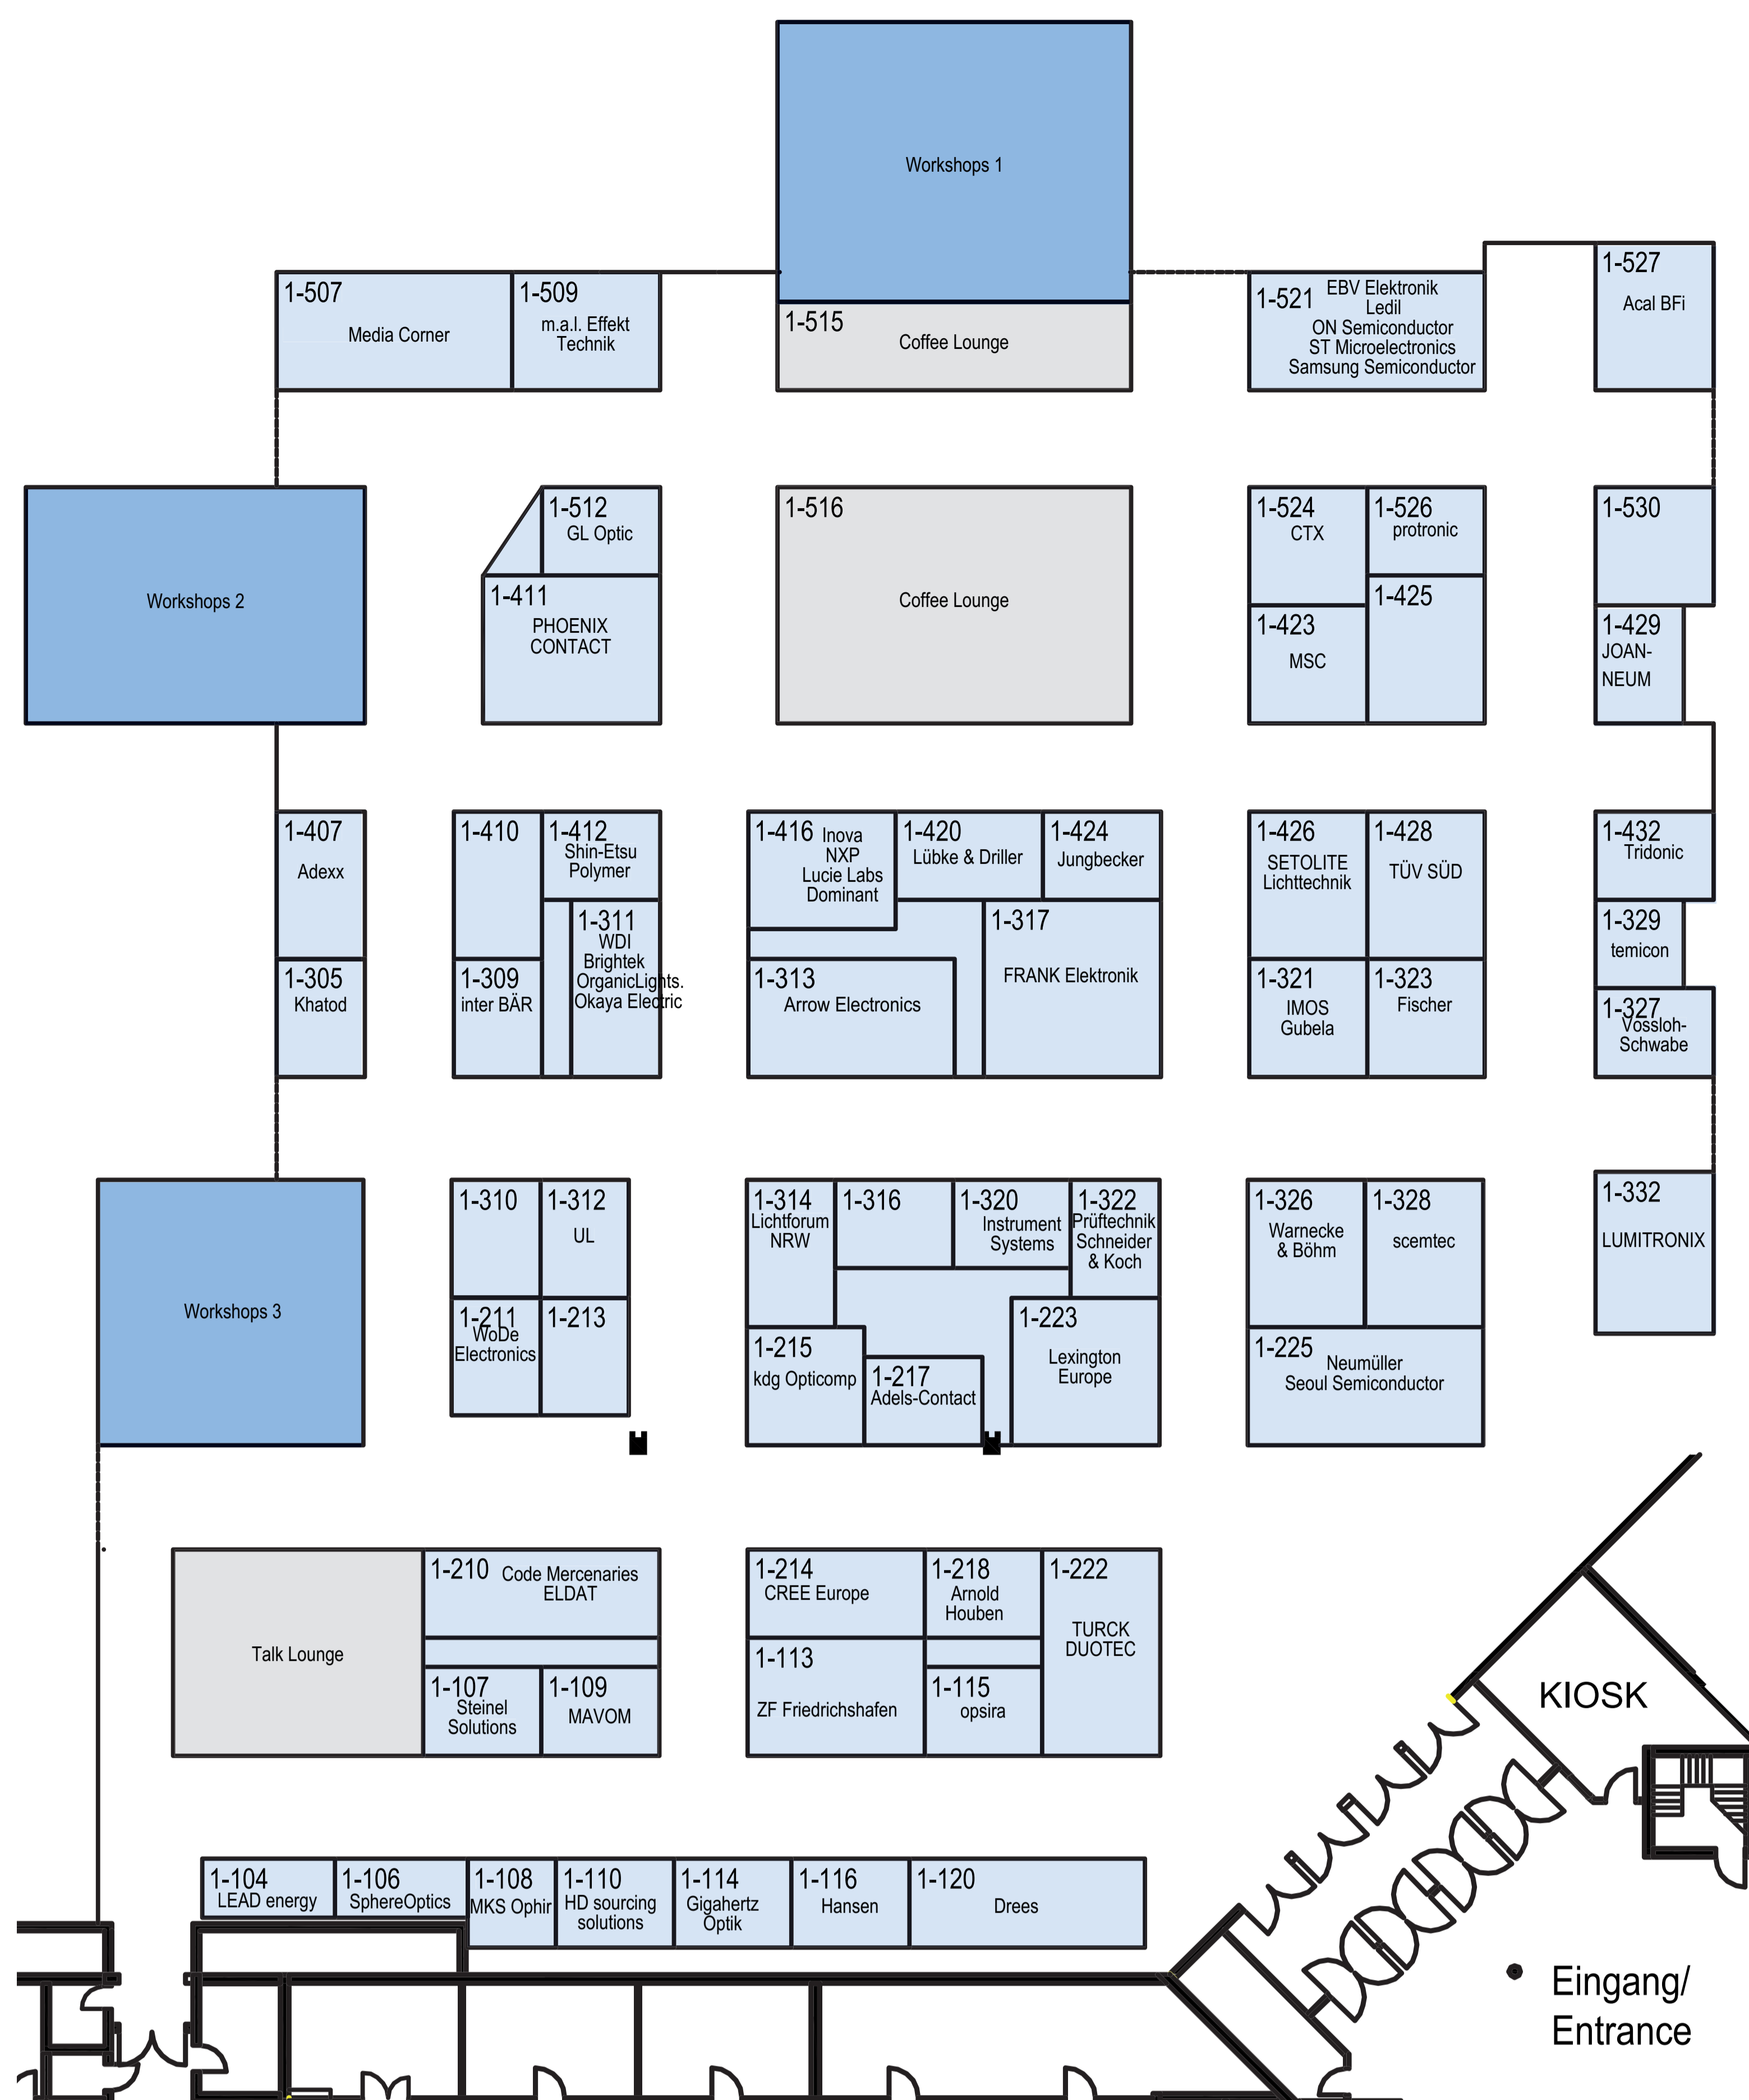 Workshops 1
1-507
Media Corner
1-509
m.a.l. Effekt
Technik
1-515
Coffee Lounge
1-521
EBV Elektronik
Ledil
ON Semiconductor
ST Microelectronics
Samsung Semiconductor
1-527
Acal BFi
Workshops 2
1-512
GL Optic
1-411
PHOENIX
CONTACT
1-516
Coffee Lounge
1-524
CTX
1-526
protronic
1-423
MSC
1-425
1-530
1-429
JOAN-
NEUM
1-407
Adexx
1-305
Khatod
1-410
1-412
Shin-Etsu
Polymer
1-309
inter BÄR
1-311
WDI
Brightek
OrganicLights.
Okaya Electric
1-416
Inova
NXP
Lucie Labs
Dominant
1-420
Lübke & Driller
1-424
Jungbecker
1-313
Arrow Electronics
1-317
FRANK Elektronik
1-426
SETOLITE
Lichttechnik
1-428
TÜV SÜD
1-321
IMOS
Gubela
1-323
Fischer
1-432
Tridonic
1-329
temicon
1-327
Vossloh-
Schwabe
Workshops 3
1-310
1-312
UL
1-211
WoDe
Electronics
1-213
1-314
Lichtforum
NRW
1-316
1-320
Instrument
Systems
1-322
Prüftechnik
Schneider
& Koch
1-215
kdg Opticomp
1-217
Adels-Contact
1-223
Lexington
Europe
1-326
Warnecke
& Böhm
1-328
scemtec
1-225
Neumüller
Seoul Semiconductor
1-332
LUMITRONIX
Talk Lounge
1-210
Code Mercenaries
ELDAT
1-107
Steinel
Solutions
1-109
MAVOM
1-214
CREE Europe
1-218
Arnold
Houben
1-222
TURCK
DUOTEC
1-113
ZF Friedrichshafen
1-115
opsira
KIOSK
1-104
LEAD energy
1-106
SphereOptics
1-108
MKS Ophir
1-110
HD sourcing
solutions
1-114
Gigahertz
Optik
1-116
Hansen
1-120
Drees
Eingang/
Entrance